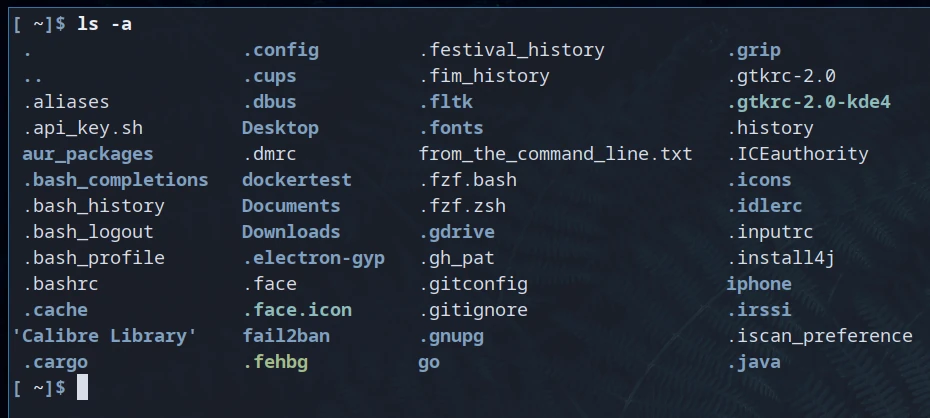 [ ~]$ ls -a
. .config .festival_history .grip
.. .cups .fim_history .gtkrc-2.0
.aliases .dbus .fltk .gtkrc-2.0-kde4
.api_key.sh Desktop .fonts .history
aur_packages .dmrc from_the_command_line.txt .ICEauthority
.bash_completions dockertest .fzf.bash .icons
.bash_history Documents .fzf.zsh .idlerc
.bash_logout Downloads .gdrive .inputrc
.bash_profile .electron-gyp .gh_pat .install4j
.bashrc .face .gitconfig iphone
.cache .face.icon .gitignore .irssi
'Calibre Library' fail2ban .gnupg .iscan_preference
.cargo .fehbg go .java
[ ~]$